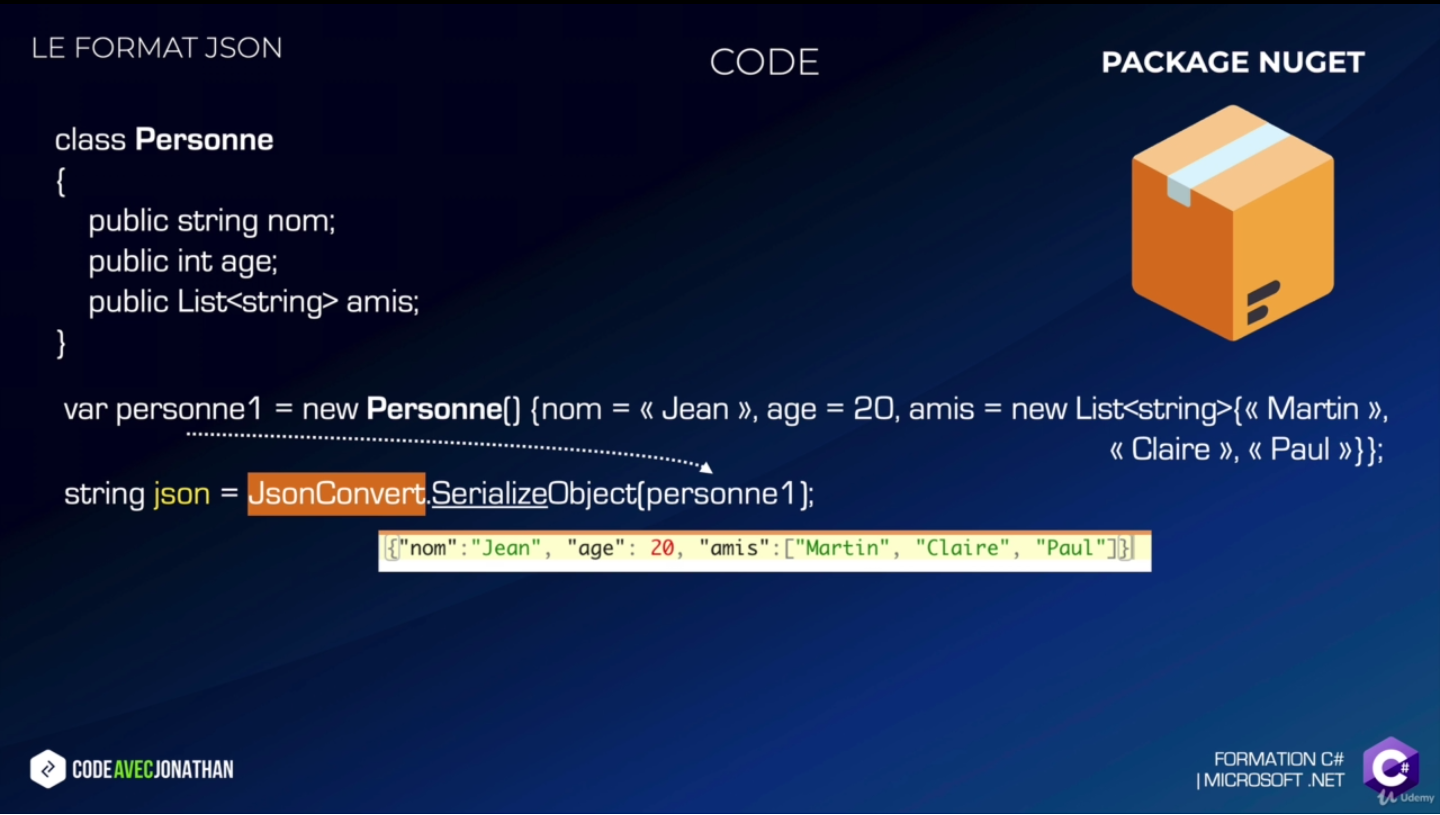 LE FORMAT JSON
CODE
PACKAGE NUGET
class Personne
{
public string nom;
public int age;
public List<string> amis;
}
var personne1 = new Personne() {nom = « Jean », age = 20, amis = new List<string>{« Martin »,
« Claire », « Paul »}};
string json = JsonConvert.SerializeObject(personne1);
{"nom":"Jean", "age": 20, "amis":["Martin", "Claire", "Paul"]}
CODEAVECJONATHAN
FORMATION C#
| MICROSOFT .NET
C#
Udemy